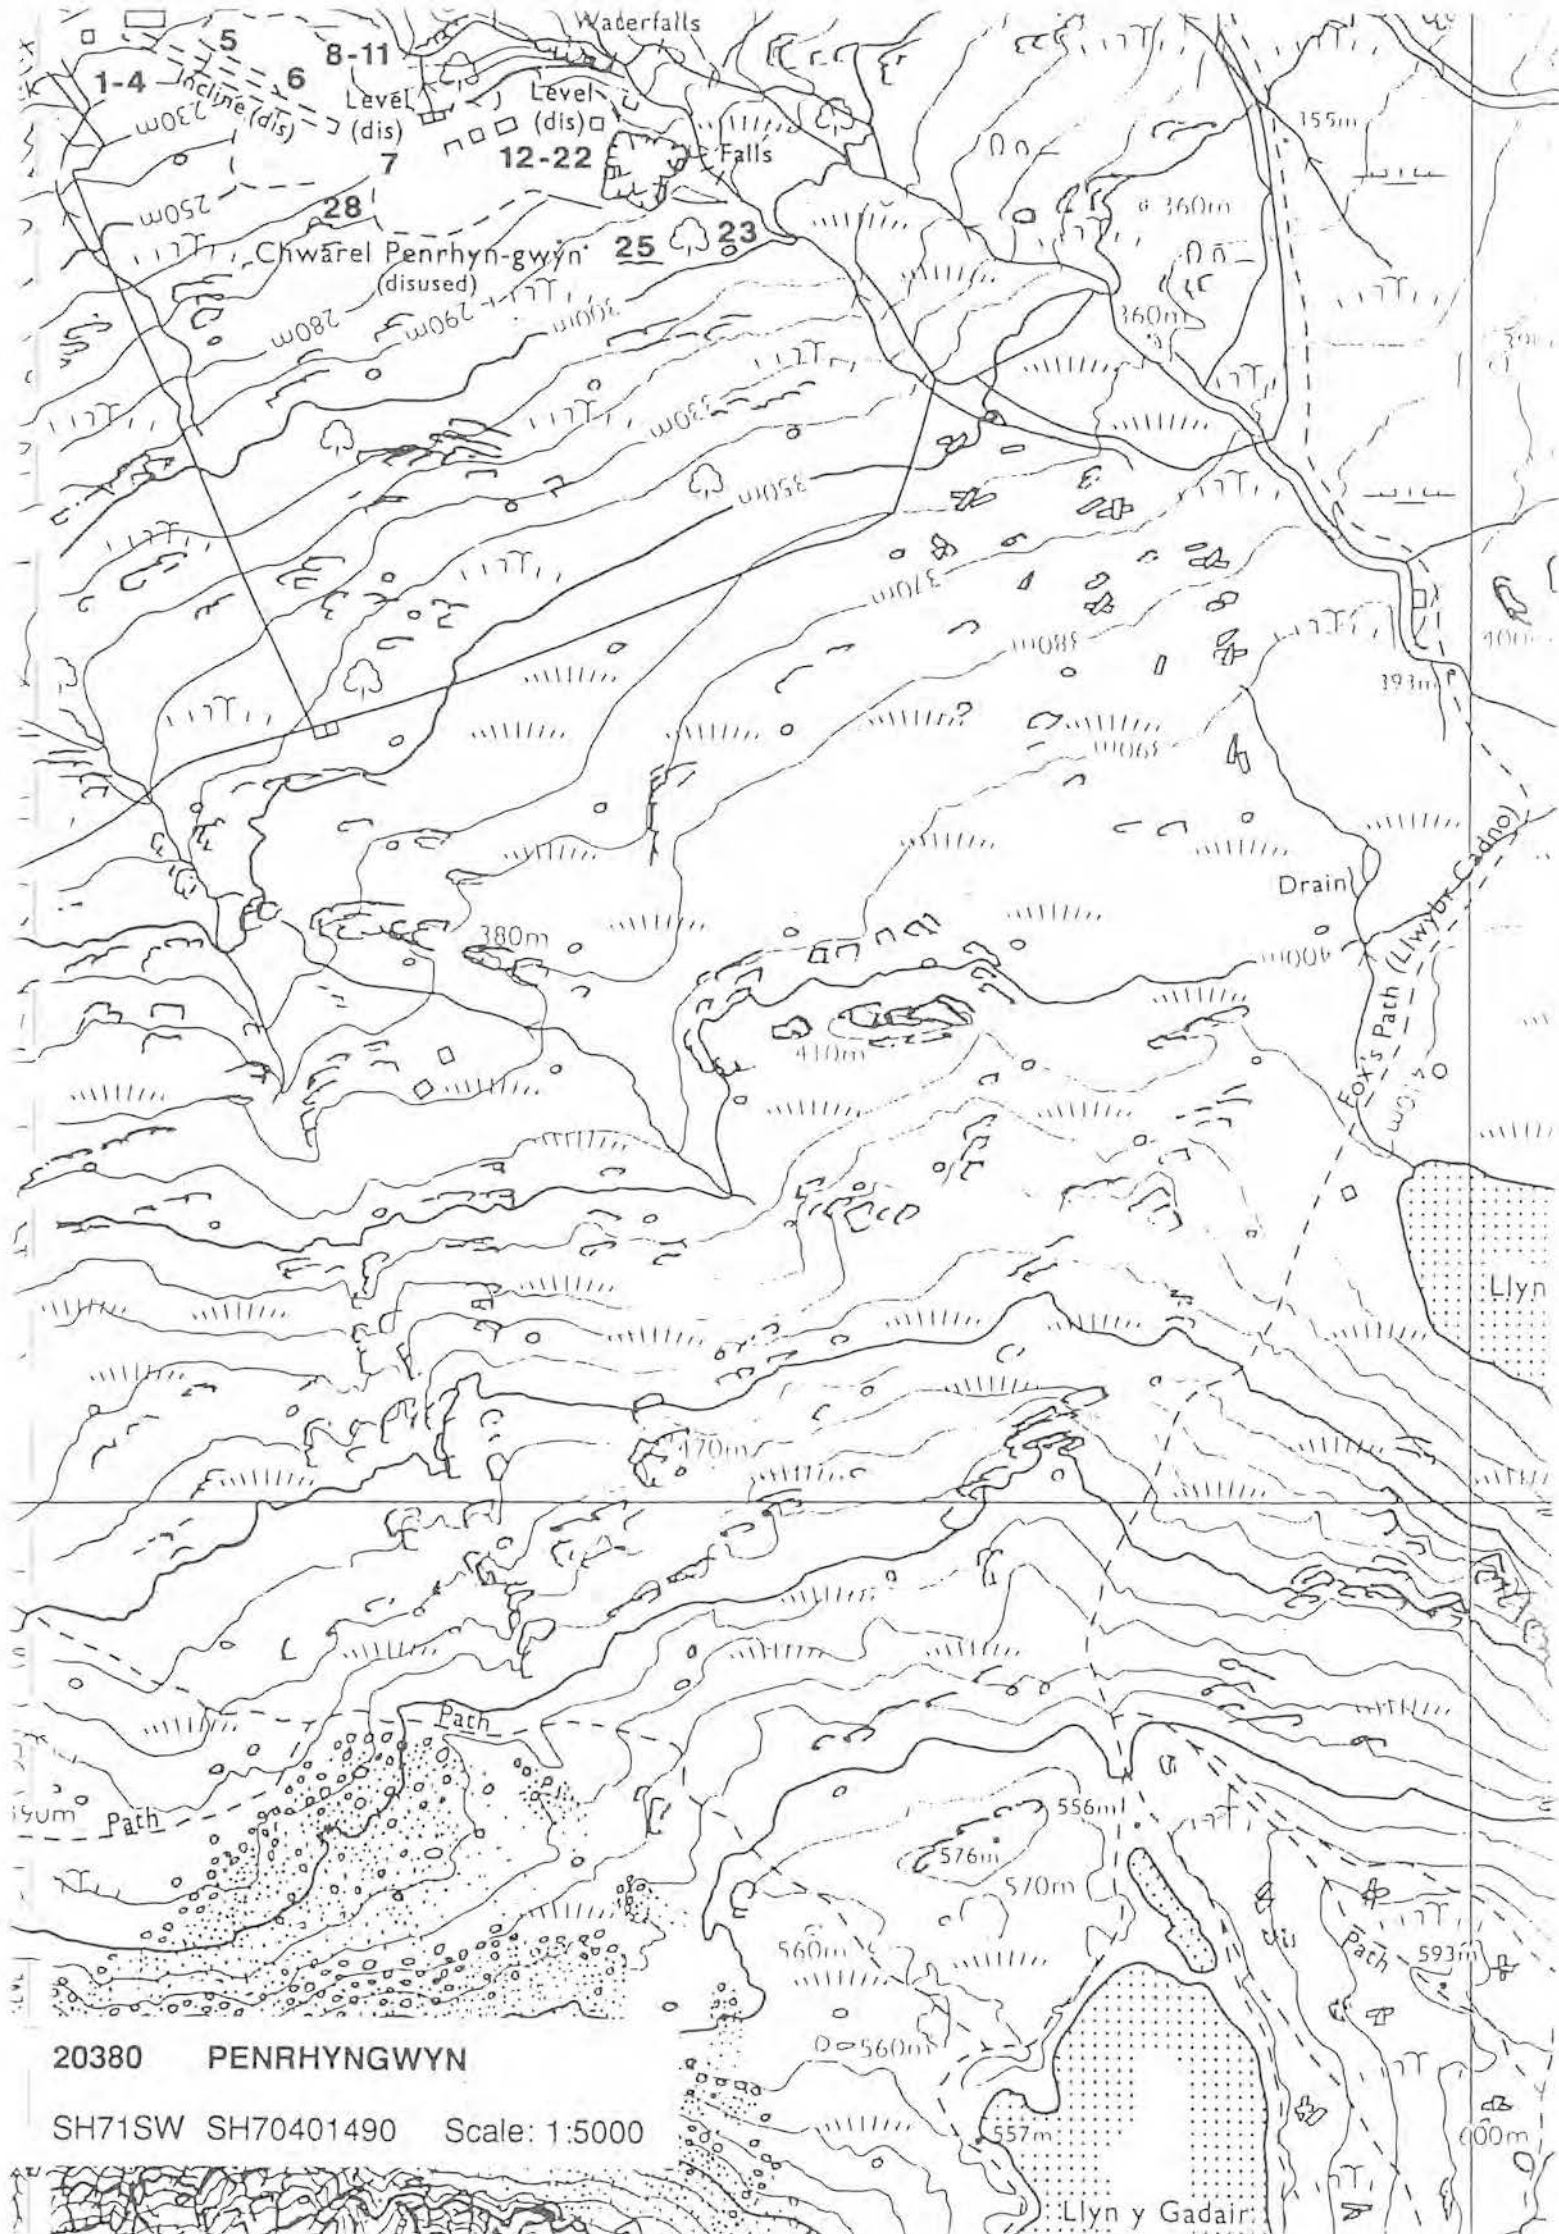 Waterfalls
5
8-11
1-4
6
Incline (dis)
Level
(dis)
Level
(dis)
230m
7
12-22
Falls
355m
250m
28
360m
Chwarel Penrhyn-gwyn
(disused)
25
23
280m
290m
300m
360m
330m
350m
370m
380m
393m
390m
Drain
Fox's Path (Llwybr Cadno)
380m
400m
410m
410m
Llyn
470m
Path
Path
556m
576m
570m
560m
Path
593m
560m
20380 PENRHYNGWYN
SH71SW SH70401490 Scale: 1:5000
557m
600m
Llyn y Gadair